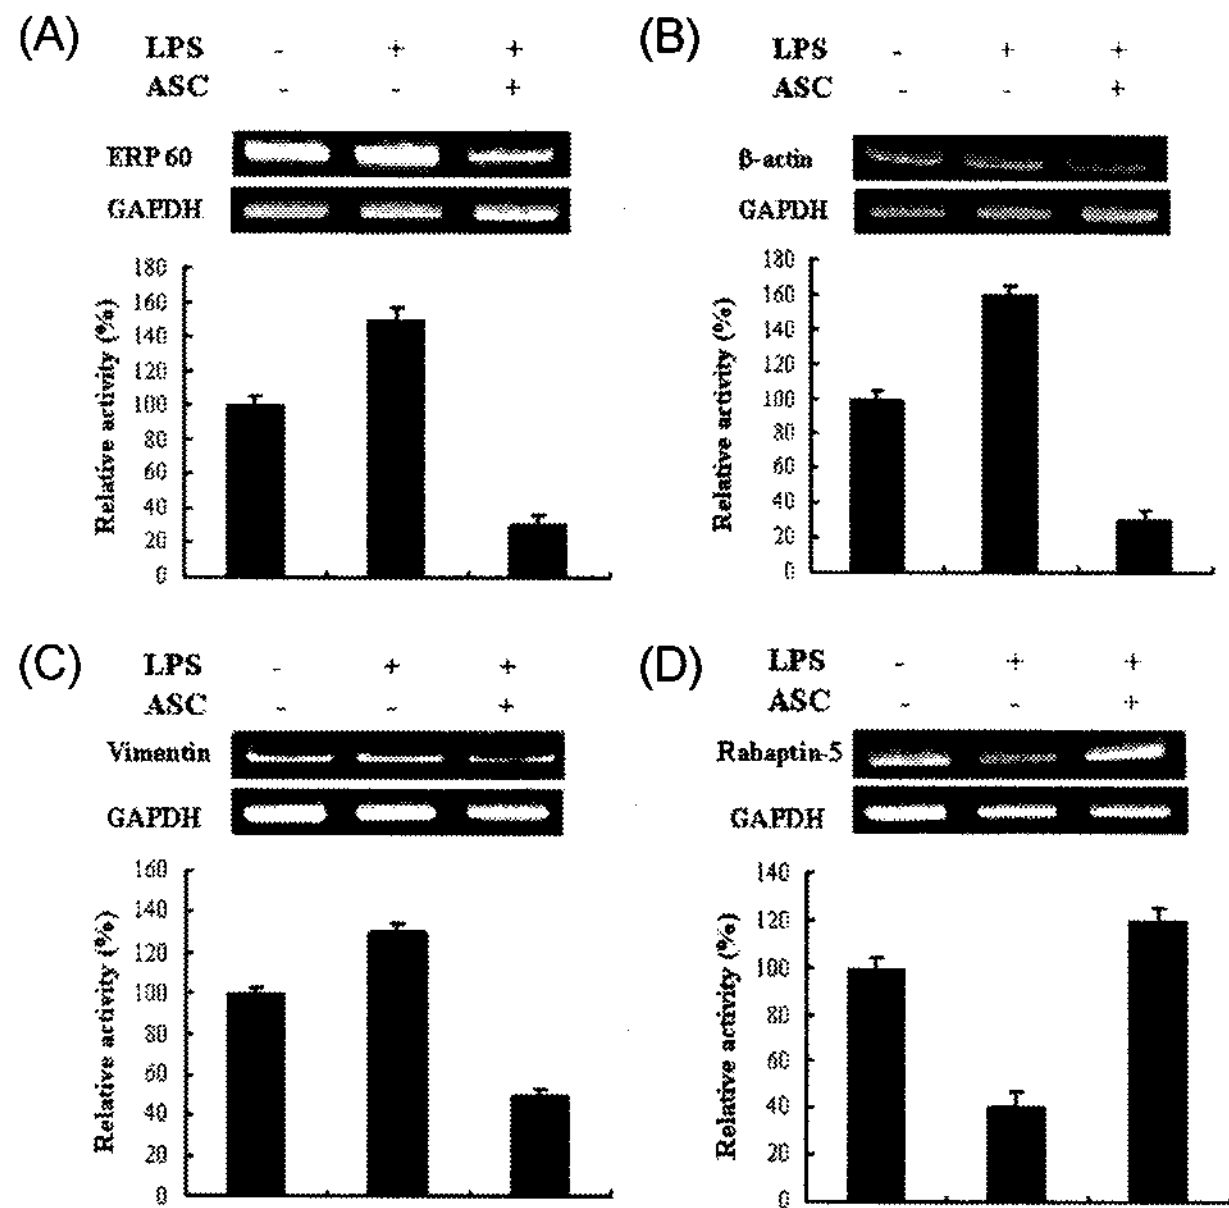 (A)
LPS - + +
ASC - - +
ERP 60
GAPDH
180
160
140
120
100
80
60
40
20
0
Relative activity (%)
(B)
LPS - + +
ASC - - +
β-actin
GAPDH
180
160
140
120
100
80
60
40
20
0
Relative activity (%)
(C)
LPS - + +
ASC - - +
Vimentin
GAPDH
160
140
120
100
80
60
40
20
0
Relative activity (%)
(D)
LPS - + +
ASC - - +
Rabaptin-5
GAPDH
140
120
100
80
60
40
20
0
Relative activity (%)